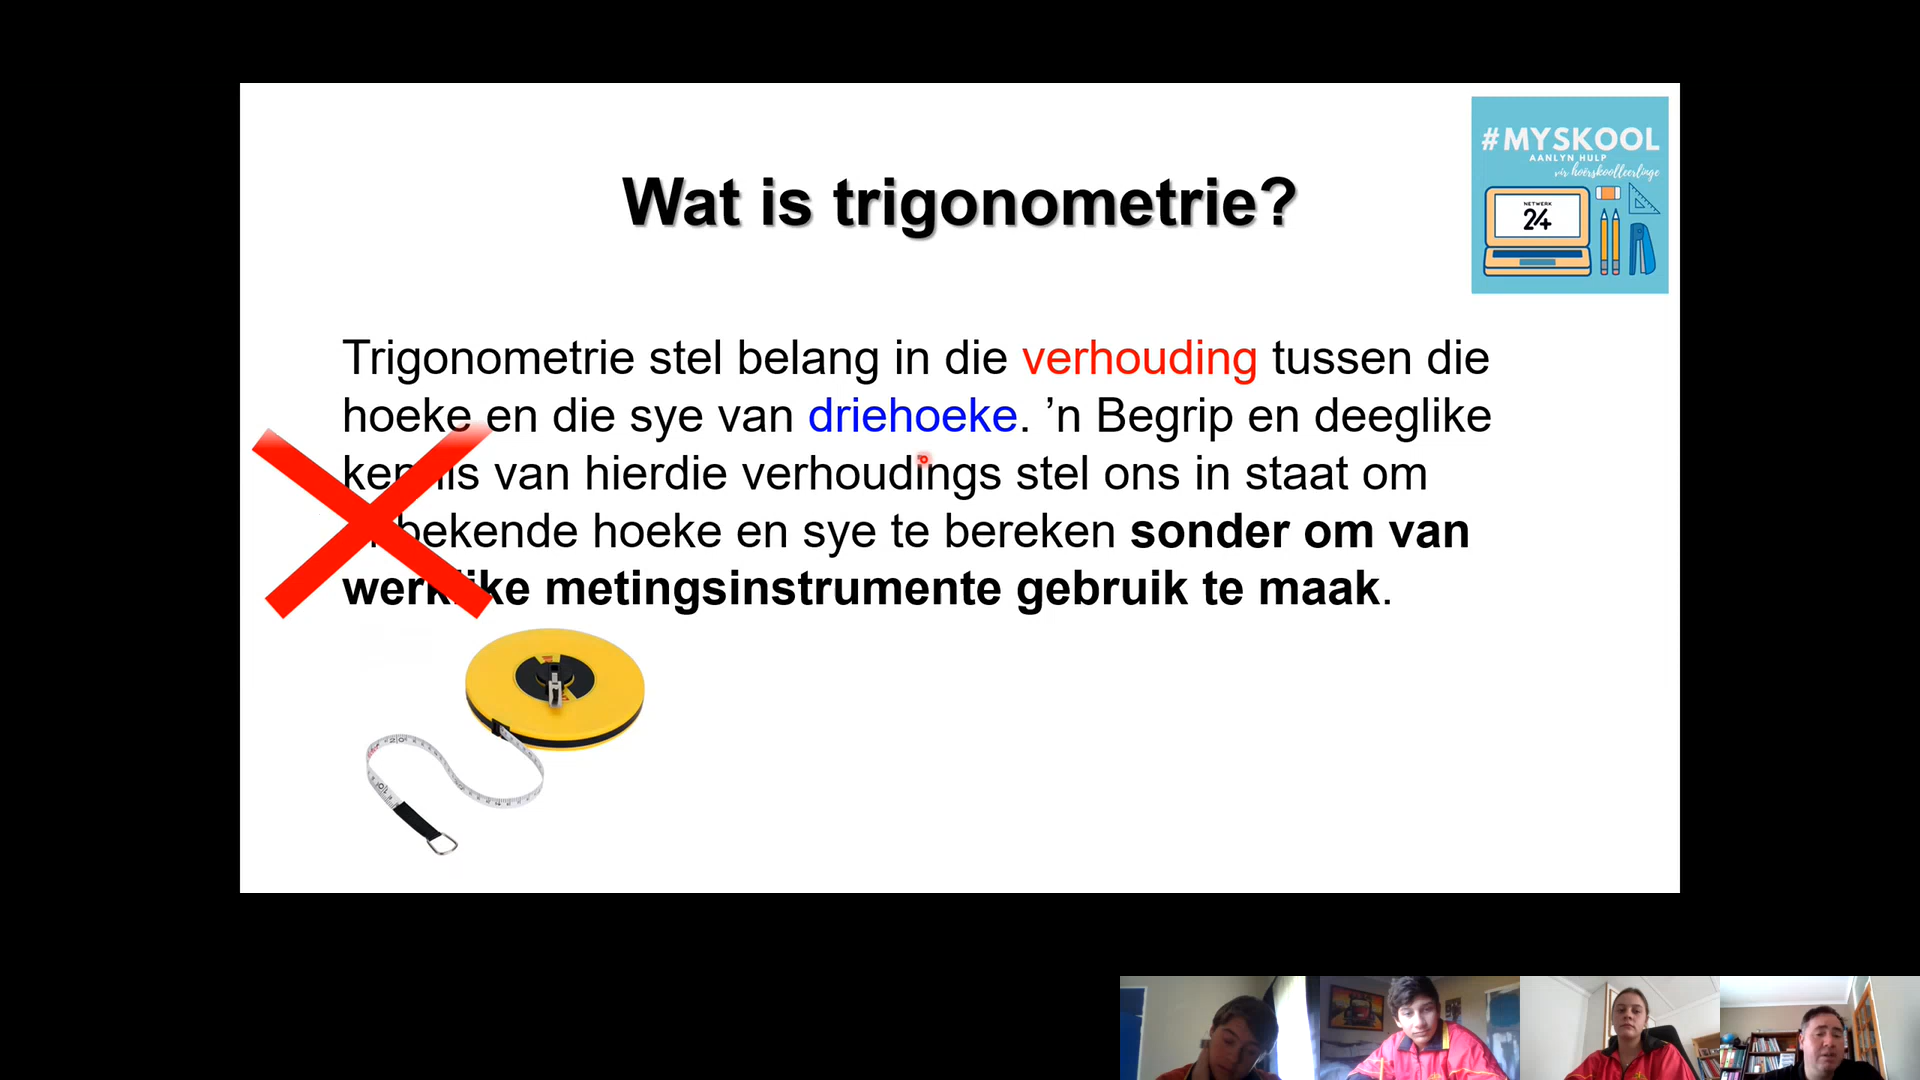 #MYSKOOL
AANLYN HULP
vir hoërskoolleerlinge
NETWERK
24
Wat is trigonometrie?
Trigonometrie stel belang in die verhouding tussen die
hoeke en die sye van driehoeke. ’n Begrip en deeglike
kennis van hierdie verhoudings stel ons in staat om
onbekende hoeke en sye te bereken sonder om van
werklike metingsinstrumente gebruik te maak.